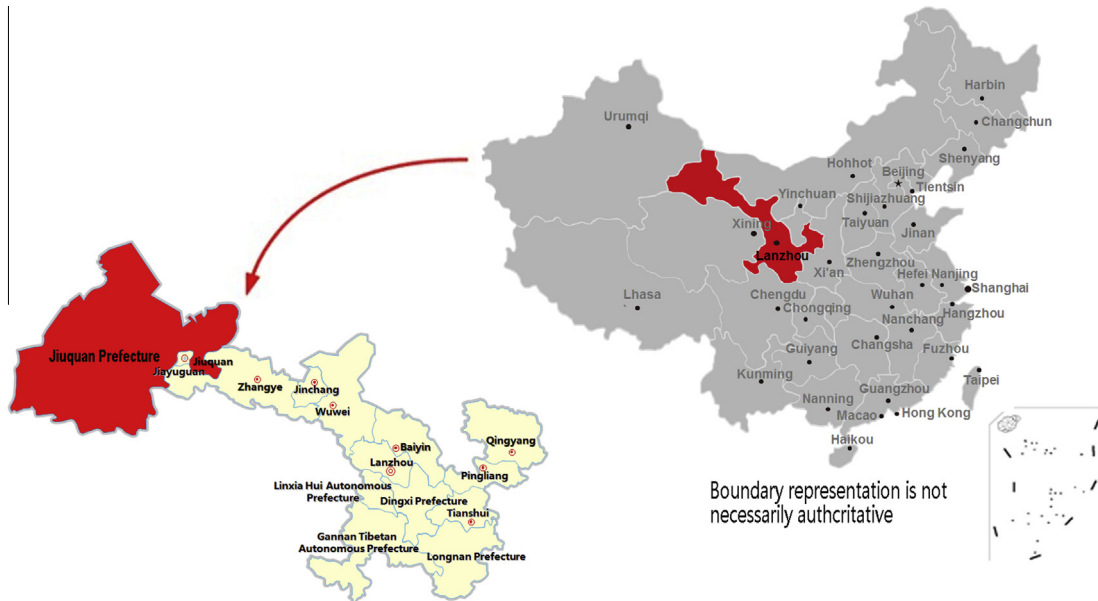 Harbin
Urumqi
Changchun
Shenyang
Hohhot
Beijing
Tientsin
Yinchuan
Shijiazhuang
Taiyuan
Xining
Jinan
Lanzhou
Zhengzhou
Xi'an
Hefei Nanjing
Shanghai
Lhasa
Chengdu
Wuhan
Chongqing
Hangzhou
Nanchang
Changsha
Guiyang
Fuzhou
Kunming
Taipei
Guangzhou
Nanning
Macao
Hong Kong
Haikou
Jiuquan Prefecture
Jiuquan
Jiayuguan
Zhangye
Jinchang
Wuwei
Baiyin
Qingyang
Lanzhou
Pingliang
Linxia Hui Autonomous
Prefecture
Dingxi Prefecture
Tianshui
Gannan Tibetan
Autonomous Prefecture
Longnan Prefecture
Boundary representation is not
necessarily authcritative